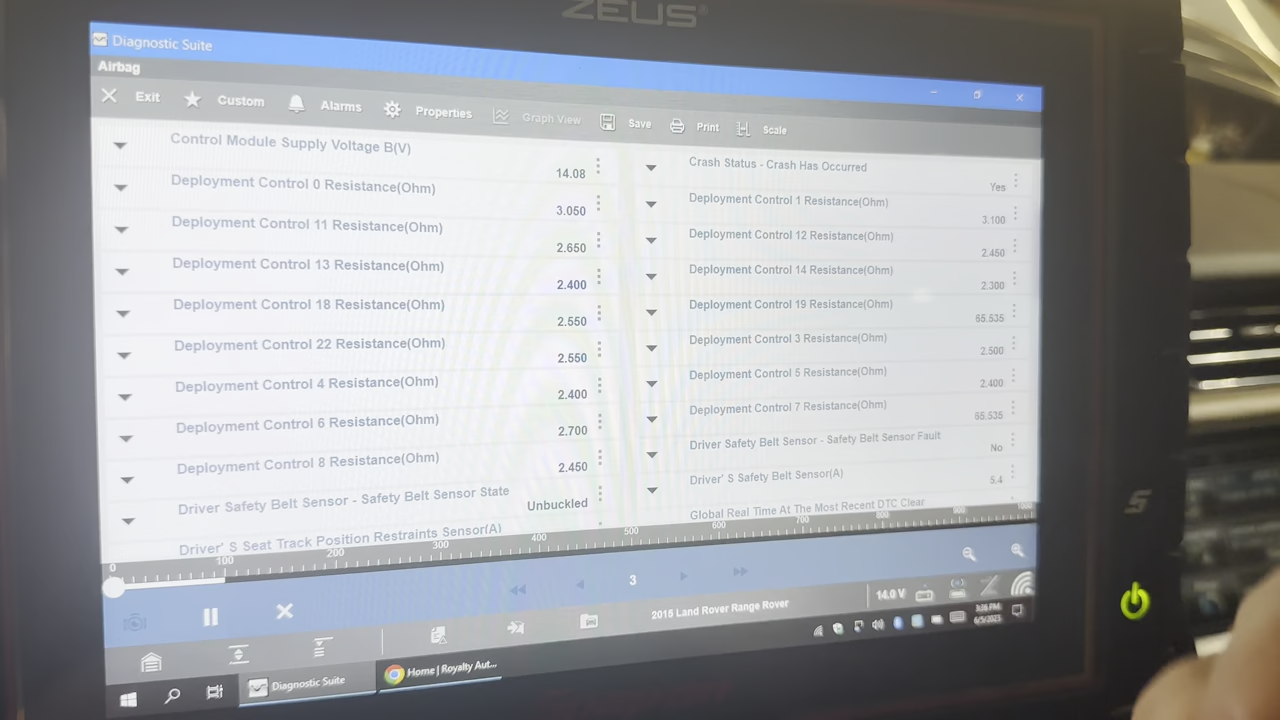 ZEUS®
Diagnostic Suite
Airbag
Exit Custom Alarms Properties Graph View Save Print Scale
Control Module Supply Voltage B(V)
14.08
Crash Status - Crash Has Occurred
Yes
Deployment Control 0 Resistance(Ohm)
3.050
Deployment Control 1 Resistance(Ohm)
3.100
Deployment Control 11 Resistance(Ohm)
2.650
Deployment Control 12 Resistance(Ohm)
2.450
Deployment Control 13 Resistance(Ohm)
2.400
Deployment Control 14 Resistance(Ohm)
2.300
Deployment Control 18 Resistance(Ohm)
2.550
Deployment Control 19 Resistance(Ohm)
65.535
Deployment Control 22 Resistance(Ohm)
2.550
Deployment Control 3 Resistance(Ohm)
2.500
Deployment Control 4 Resistance(Ohm)
2.400
Deployment Control 5 Resistance(Ohm)
2.400
Deployment Control 6 Resistance(Ohm)
2.700
Deployment Control 7 Resistance(Ohm)
65.535
Deployment Control 8 Resistance(Ohm)
2.450
Driver Safety Belt Sensor - Safety Belt Sensor Fault
No
Driver Safety Belt Sensor - Safety Belt Sensor State
Unbuckled
Driver' S Safety Belt Sensor(A)
5.4
Driver' S Seat Track Position Restraints Sensor(A)
Global Real Time At The Most Recent DTC Clear
0 100 200 300 400 500 600 700 800 900 1000
3
2016 Land Rover Range Rover
14.0 V
Diagnostic Suite
Home | Royalty Aut...
3:36 PM
6/5/2023